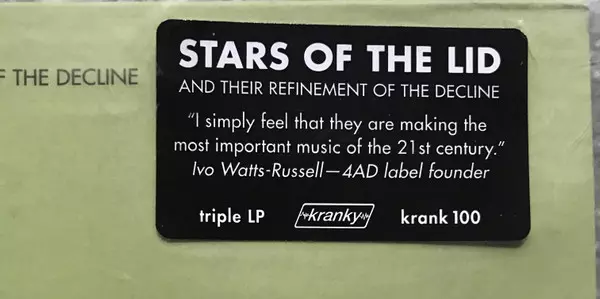 F THE DECLINE
STARS OF THE LID
AND THEIR REFINEMENT OF THE DECLINE
“I simply feel that they are making the
most important music of the 21st century.”
Ivo Watts-Russell—4AD label founder
triple LP kranky krank 100